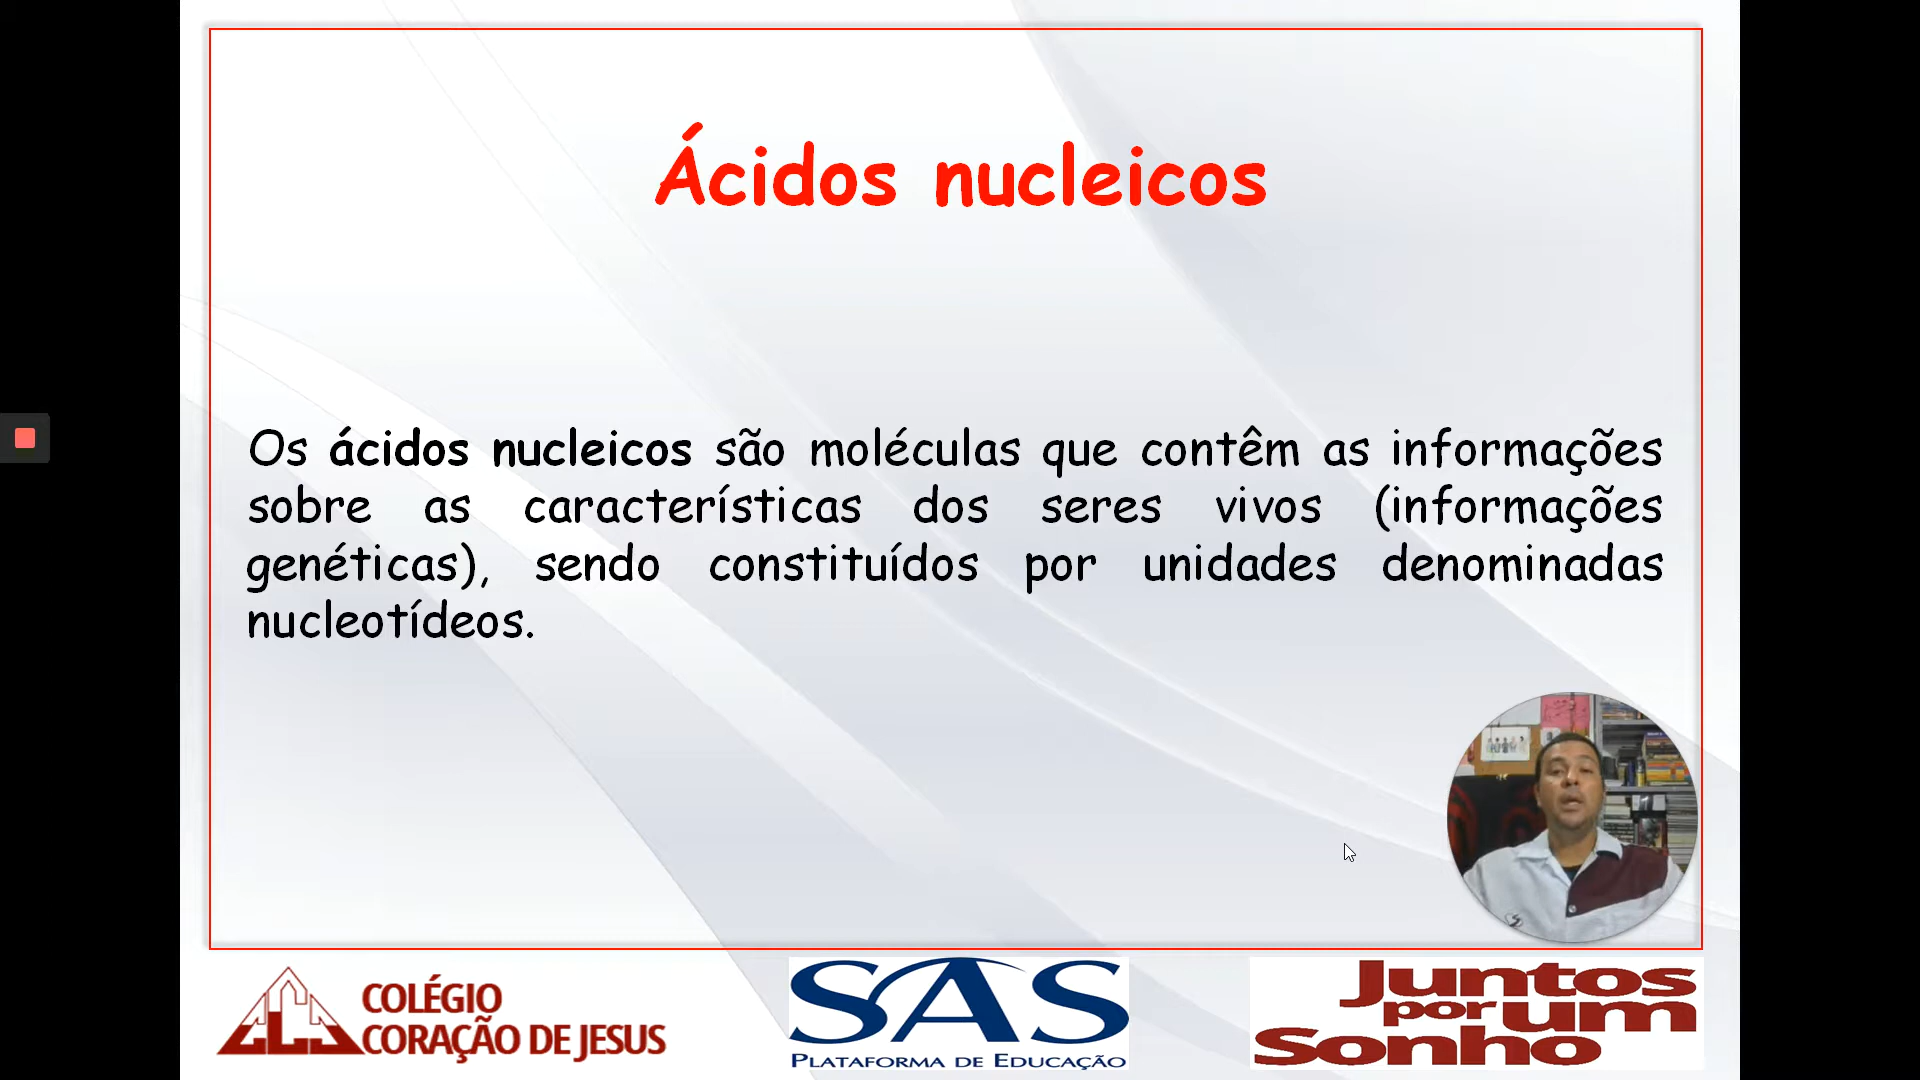 Ácidos nucleicos
Os ácidos nucleicos são moléculas que contêm as informações
sobre as características dos seres vivos (informações
genéticas), sendo constituídos por unidades denominadas
nucleotídeos.
COLÉGIO
CORAÇÃO DE JESUS
SAS
PLATAFORMA DE EDUCAÇÃO
Juntos
por um
Sonho